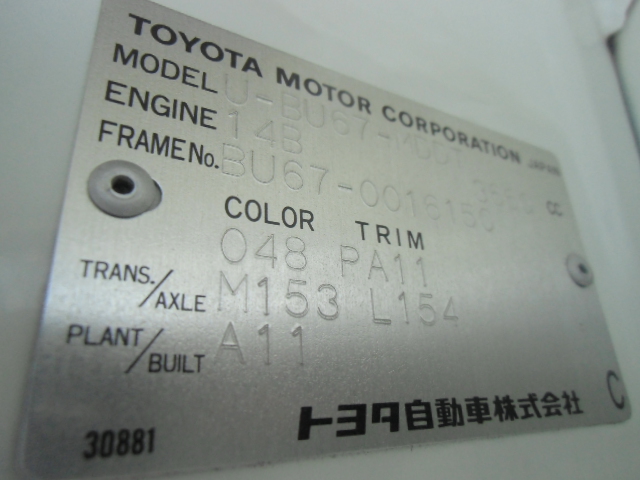 TOYOTA MOTOR CORPORATION JAPAN
MODEL U-BU67-MDDT
ENGINE 14B CC
FRAME No. BU67-0016150
COLOR TRIM
048 PA11
TRANS./AXLE M153 L154
PLANT/BUILT A11
30881 トヨタ自動車株式会社 C